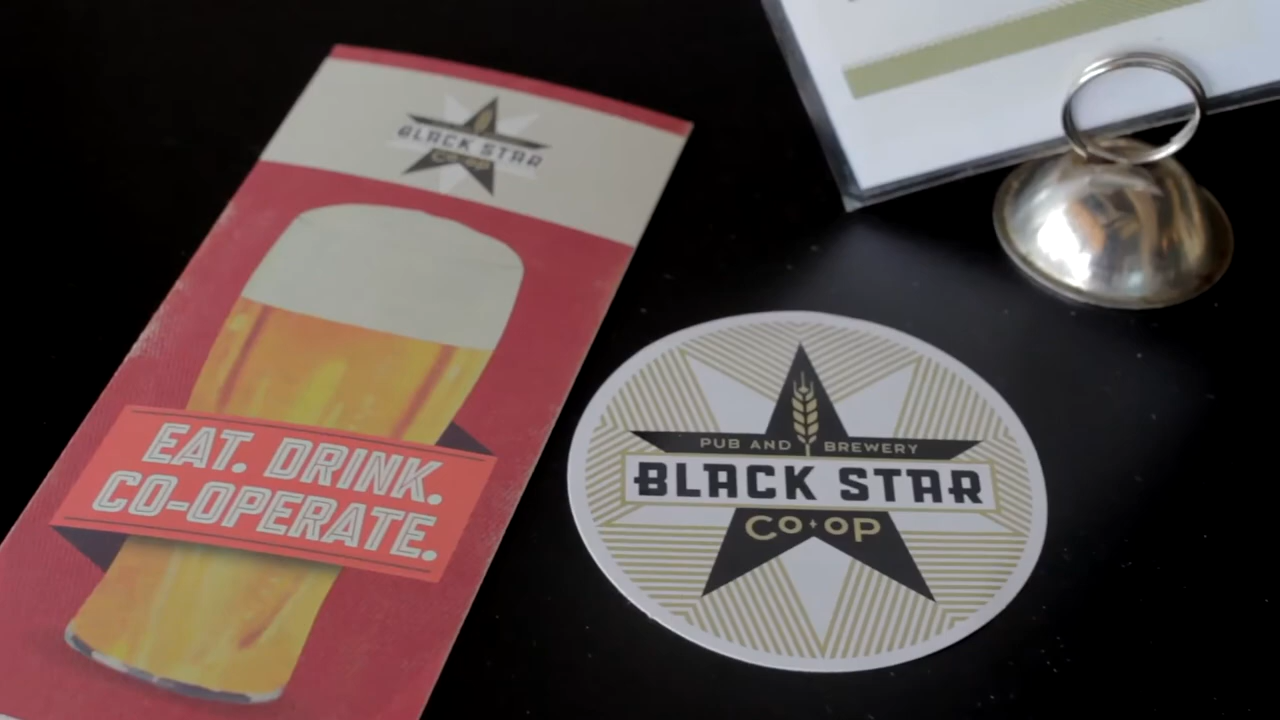 BLACK STAR
CO-OP
EAT. DRINK.
CO-OPERATE.
PUB AND BREWERY
BLACK STAR
CO+OP